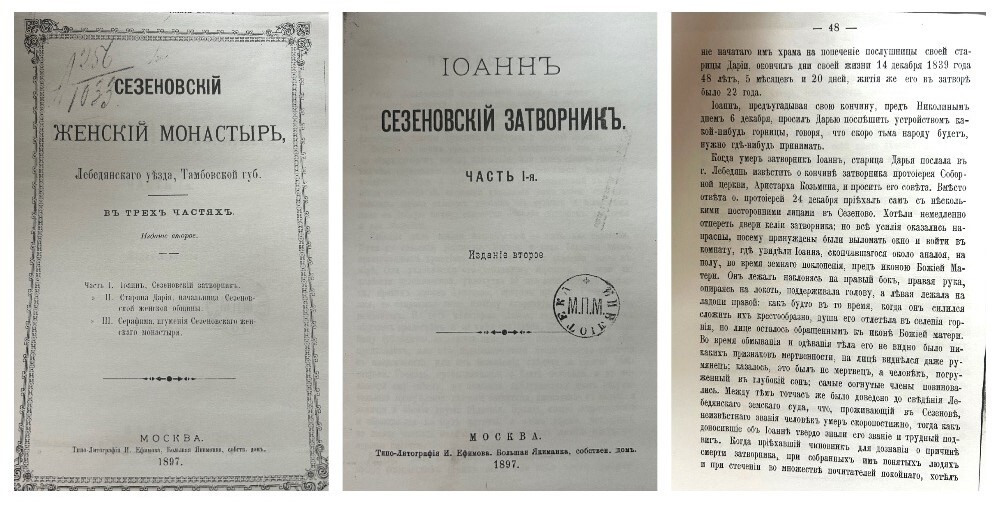 СЕЗЕНОВСКІЙ
ЖЕНСКІЙ МОНАСТЫРЬ,
Лебедянскаго уѣзда, Тамбовской губ.
ВЪ ТРЕХЪ ЧАСТЯХЪ.
Изданіе второе.
Часть I. Іоаннъ, Сезеновскій затворникъ.
» II. Старица Дарія, начальница Сезенов-
ской женской общины.
» III. Серафима, игуменія Сезеновскаго жен-
скаго монастыря.
МОСКВА.
Типо-Литографія И. Ефимова. Большая Якиманка, собств. домъ.
1897.
ІОАННЪ
СЕЗЕНОВСКІЙ ЗАТВОРНИКЪ.
ЧАСТЬ I-я.
Изданіе второе
М.П.М.
МОСКВА.
Типо-Литографія И. Ефимова. Большая Якиманка, собствен. домъ.
1897.
— 48 —
ніе начатаго имъ храма на попеченіе послушницы своей ста-
рицы Даріи, окончилъ дни своей жизни 14 декабря 1839 года
48 лѣтъ, 5 мѣсяцевъ и 20 дней, житія же его въ затворѣ
было 22 года.
Іоаннъ, предъугадывая свою кончину, предъ Николинымъ
днемъ 6 декабря, просилъ Дарью поспѣшить устройствомъ ка-
кой-нибудь горницы, говоря, что скоро тьма народу будетъ,
нужно гдѣ-нибудь принимать.
Когда умеръ затворникъ Іоаннъ, старица Дарья послала въ
г. Лебедянь извѣстить о кончинѣ затворника протоіерея Собор-
ной церкви, Аристарха Козьмина, и просить его совѣта. Вмѣсто
отвѣта о. протоіерей 24 декабря пріѣхалъ самъ съ нѣсколь-
кими посторонними лицами въ Сезеново. Хотѣли немедленно
отпереть двери келіи затворника; но всѣ усилія оказались на-
прасны, посему принуждены были выломать окно и войти въ
комнату, гдѣ увидѣли Іоанна, скончавшагося около аналоя, на
полу, во время земнаго поклоненія, предъ иконою Божіей Ма-
тери. Онъ лежалъ наклонясь на правый бокъ, правая рука,
опираясь на локоть, поддерживала голову, а лѣвая лежала на
ладони правой: какъ будто въ то время, когда онъ силился
сложить ихъ крестообразно, душа его отлетѣла въ селенія гор-
нія, но лице осталось обращеннымъ къ иконѣ Божіей матери.
Во время обмыванія и одѣванія тѣла его не видно было ни-
какихъ признаковъ мертвенности, на лицѣ виднѣлся даже ру-
мянецъ; казалось, это былъ не мертвецъ, а человѣкъ, погру-
женный въ глубокій сонъ; самые согнутые члены повинова-
лись. Между тѣмъ тотчасъ же было доведено до свѣдѣнія Ле-
бедянскаго земскаго суда, что, проживающій въ Сезеновѣ,
неизвѣстнаго званія человѣкъ умеръ скоропостижно, тогда какъ
доносившіе объ Іоаннѣ твердо знали его званіе и трудный под-
вигъ. Когда пріѣхавшій чиновникъ для дознанія о причинѣ
смерти затворника, при собранныхъ имъ понятыхъ людяхъ
и при стеченіи во множествѣ почитателей покойнаго, хотѣлъ